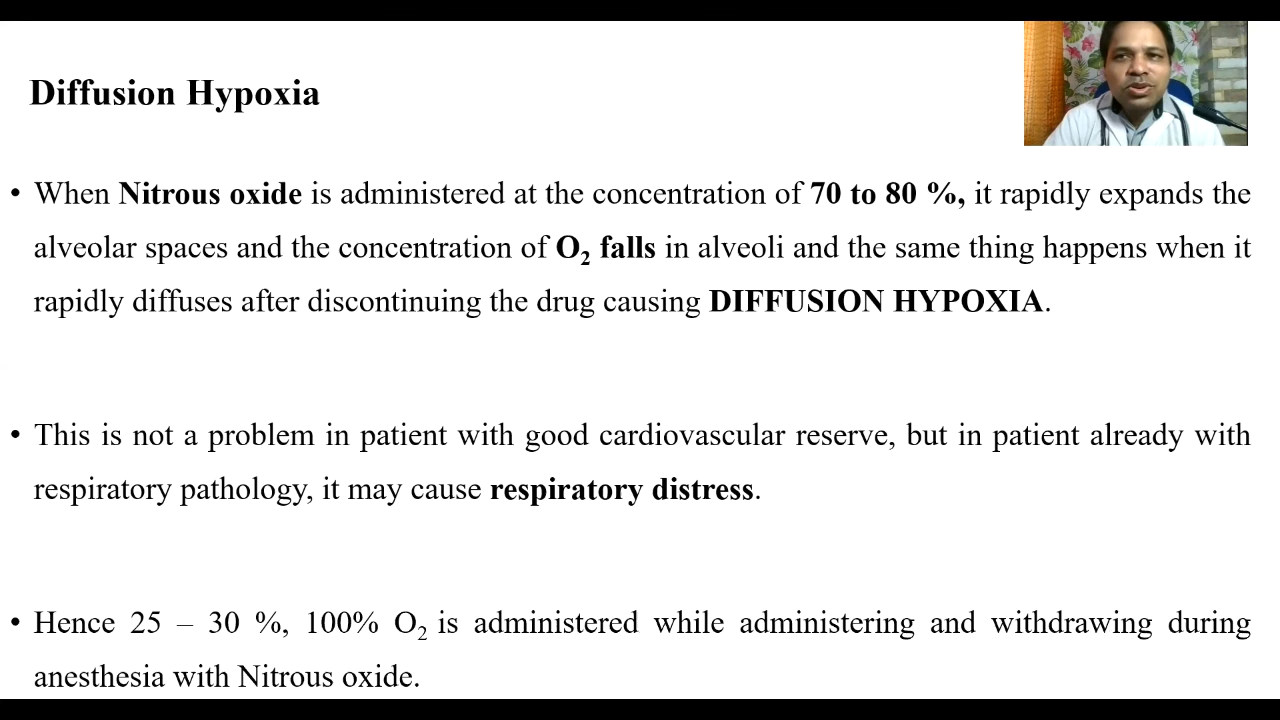 Diffusion Hypoxia
• When Nitrous oxide is administered at the concentration of 70 to 80 %, it rapidly expands the
alveolar spaces and the concentration of O₂ falls in alveoli and the same thing happens when it
rapidly diffuses after discontinuing the drug causing DIFFUSION HYPOXIA.
• This is not a problem in patient with good cardiovascular reserve, but in patient already with
respiratory pathology, it may cause respiratory distress.
• Hence 25 – 30 %, 100% O₂ is administered while administering and withdrawing during
anesthesia with Nitrous oxide.